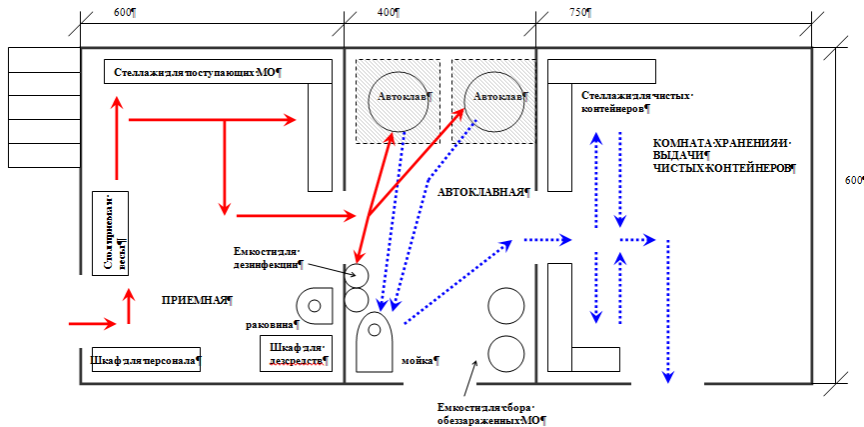 600
400
750
Стеллажи·для·поступающих·МО¶
Автоклав¶
Автоклав¶
Стеллажи·для·чистых·
контейнеров¶
КОМНАТА·ХРАНЕНИЯ·И·
ВЫДАЧИ¶
ЧИСТЫХ·КОНТЕЙНЕРОВ¶
600
АВТОКЛАВНАЯ¶
Стол·приема·и·
весы¶
Емкости·для·
дезинфекции¶
ПРИЕМНАЯ¶
раковина¶
Шкаф·для·персонала¶
Шкаф·для·
дезсредств¶
мойка¶
Емкости·для·сбора·
обеззараженных·МО¶